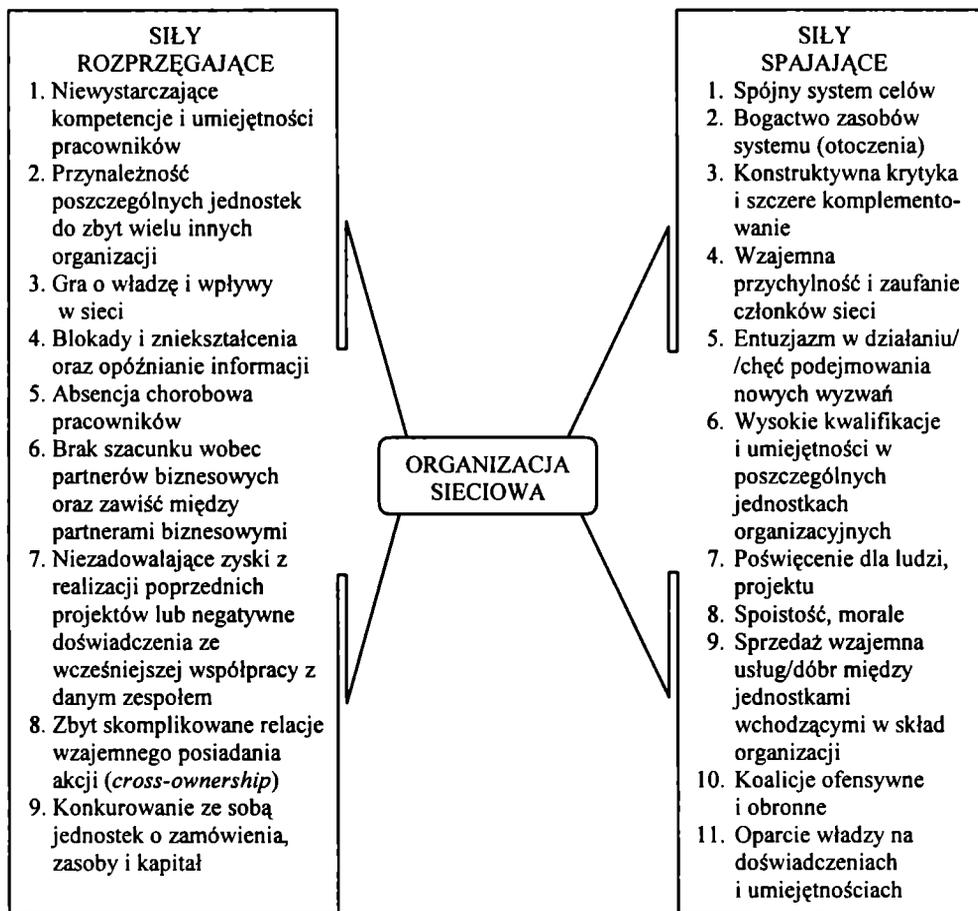 SIŁY
ROZPRZĘGAJĄCE
1. Niewystarczające
kompetencje i umiejętności
pracowników
2. Przynależność
poszczególnych jednostek
do zbyt wielu innych
organizacji
3. Gra o władzę i wpływy
w sieci
4. Blokady i zniekształcenia
oraz opóźnianie informacji
5. Absencja chorobowa
pracowników
6. Brak szacunku wobec
partnerów biznesowych
oraz zawiść między
partnerami biznesowymi
7. Niezadowalające zyski z
realizacji poprzednich
projektów lub negatywne
doświadczenia ze
wcześniejszej współpracy z
danym zespołem
8. Zbyt skomplikowane relacje
wzajemnego posiadania
akcji (cross-ownership)
9. Konkurowanie ze sobą
jednostek o zamówienia,
zasoby i kapitał
ORGANIZACJA
SIECIOWA
SIŁY
SPAJAJĄCE
1. Spójny system celów
2. Bogactwo zasobów
systemu (otoczenia)
3. Konstruktywna krytyka
i szczere komplemento-
wanie
4. Wzajemna
przychylność i zaufanie
członków sieci
5. Entuzjazm w działaniu/
/chęć podejmowania
nowych wyzwań
6. Wysokie kwalifikacje
i umiejętności w
poszczególnych
jednostkach
organizacyjnych
7. Poświęcenie dla ludzi,
projektu
8. Spoistość, morale
9. Sprzedaż wzajemna
usług/dóbr między
jednostkami
wchodzącymi w skład
organizacji
10. Koalicje ofensywne
i obronne
11. Oparcie władzy na
doświadczeniach
i umiejętnościach